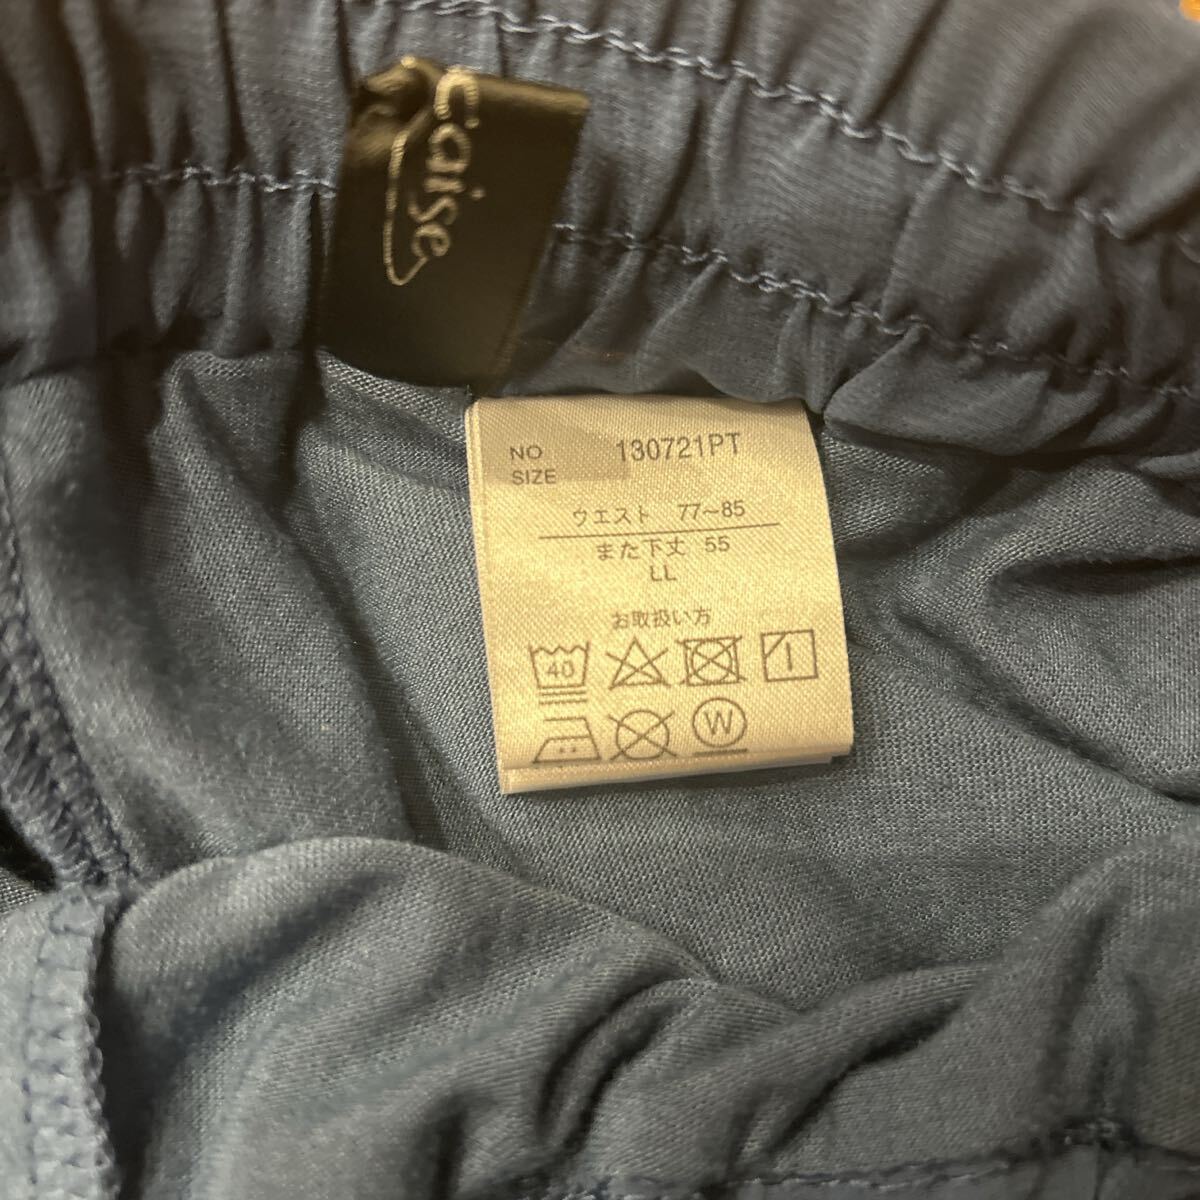 caise
NO 130721PT
SIZE
ウエスト 77~85
また下丈 55
LL
お取扱い方
40
W